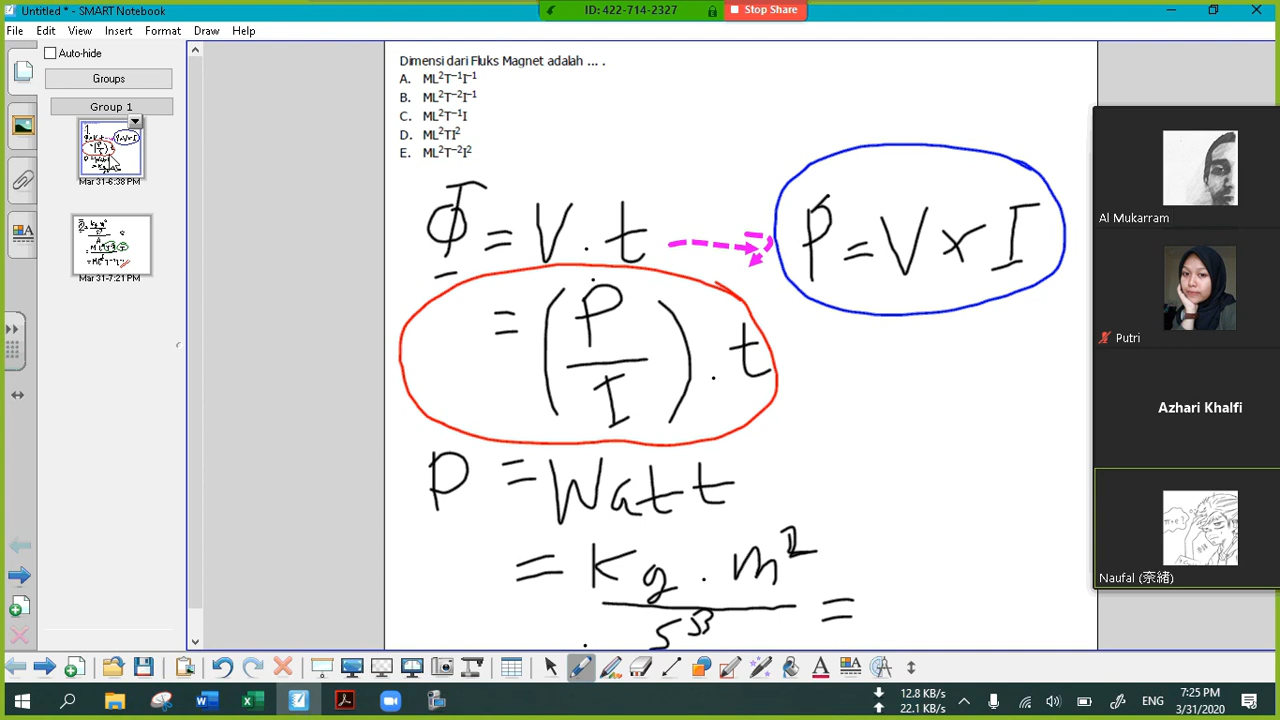 Untitled * - SMART Notebook
ID: 422-714-2327
Stop Share
File Edit View Insert Format Draw Help
Auto-hide
Groups
Group 1
Mar 31-6:38 PM
Mar 31-7:21 PM
Dimensi dari Fluks Magnet adalah ... .
A. ML²T⁻¹I⁻¹
B. ML²T⁻²I⁻¹
C. ML²T⁻¹I
D. ML²TI²
E. ML²T⁻²I²
Φ = V . t
P = V x I
= (P/I) . t
P = Watt
= Kg . m² / s³ =
Al Mukarram
Putri
Azhari Khalfi
Naufal (奈緒)
12.8 KB/s
22.1 KB/s
ENG
7:25 PM
3/31/2020